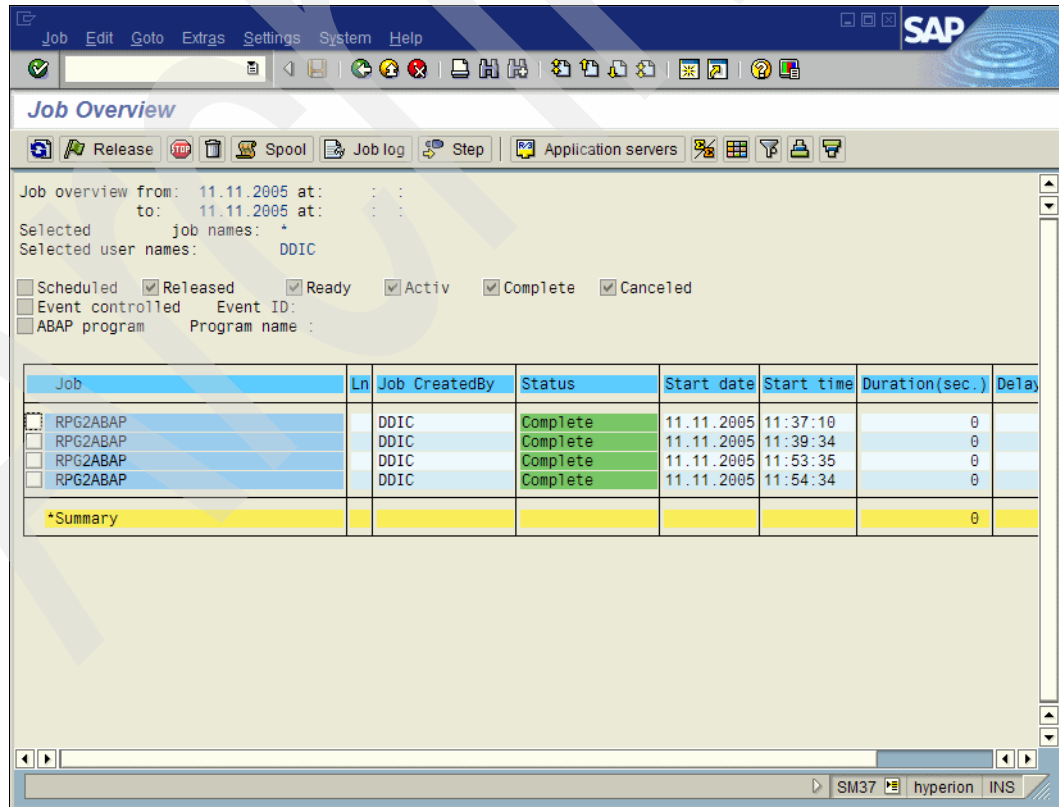 Job Edit Goto Extras Settings System Help
SAP
Job Overview
Release STOP Spool Job log Step Application servers
Job overview from: 11.11.2005 at: : :
to: 11.11.2005 at: : :
Selected job names: *
Selected user names: DDIC
Scheduled Released Ready Activ Complete Canceled
Event controlled Event ID:
ABAP program Program name :
Job Ln Job CreatedBy Status Start date Start time Duration(sec.) Delay
RPG2ABAP DDIC Complete 11.11.2005 11:37:10 0
RPG2ABAP DDIC Complete 11.11.2005 11:39:34 0
RPG2ABAP DDIC Complete 11.11.2005 11:53:35 0
RPG2ABAP DDIC Complete 11.11.2005 11:54:34 0
*Summary 0
SM37 hyperion INS